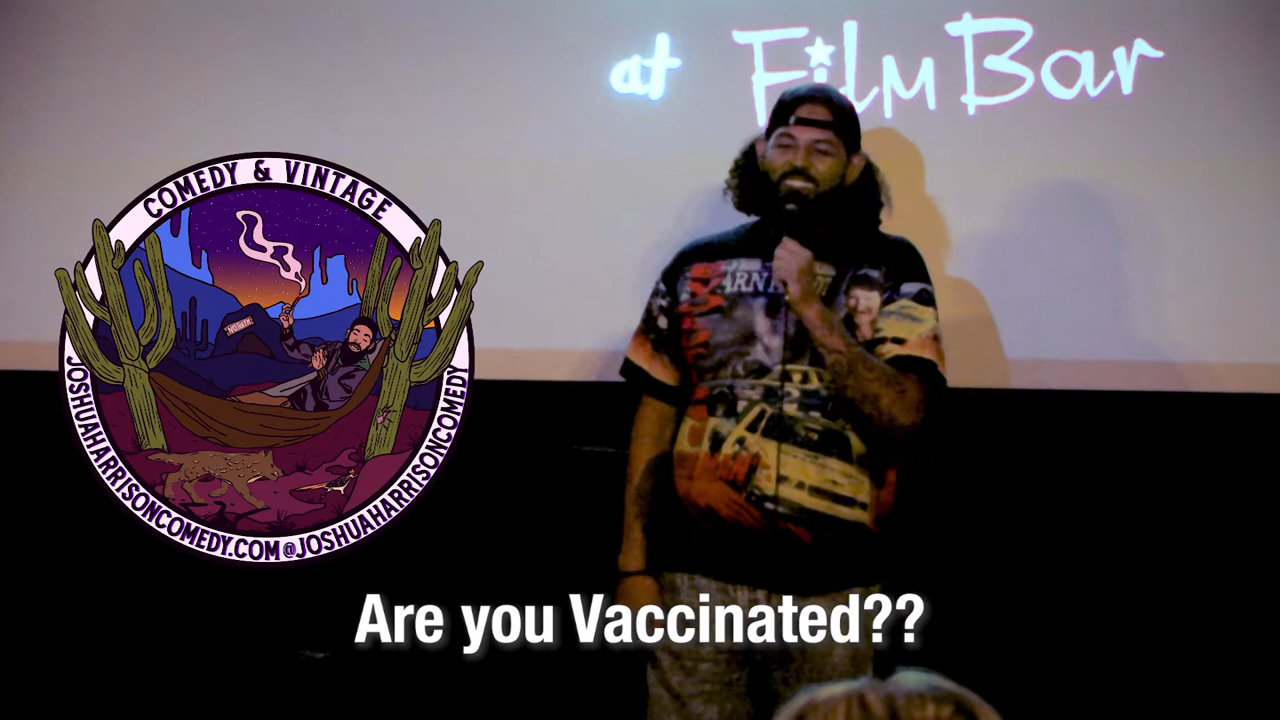 at FilmBar
COMEDY & VINTAGE
JOSHUAHARRISONCOMEDY.COM@JOSHUAHARRISONCOMEDY
Are you Vaccinated??